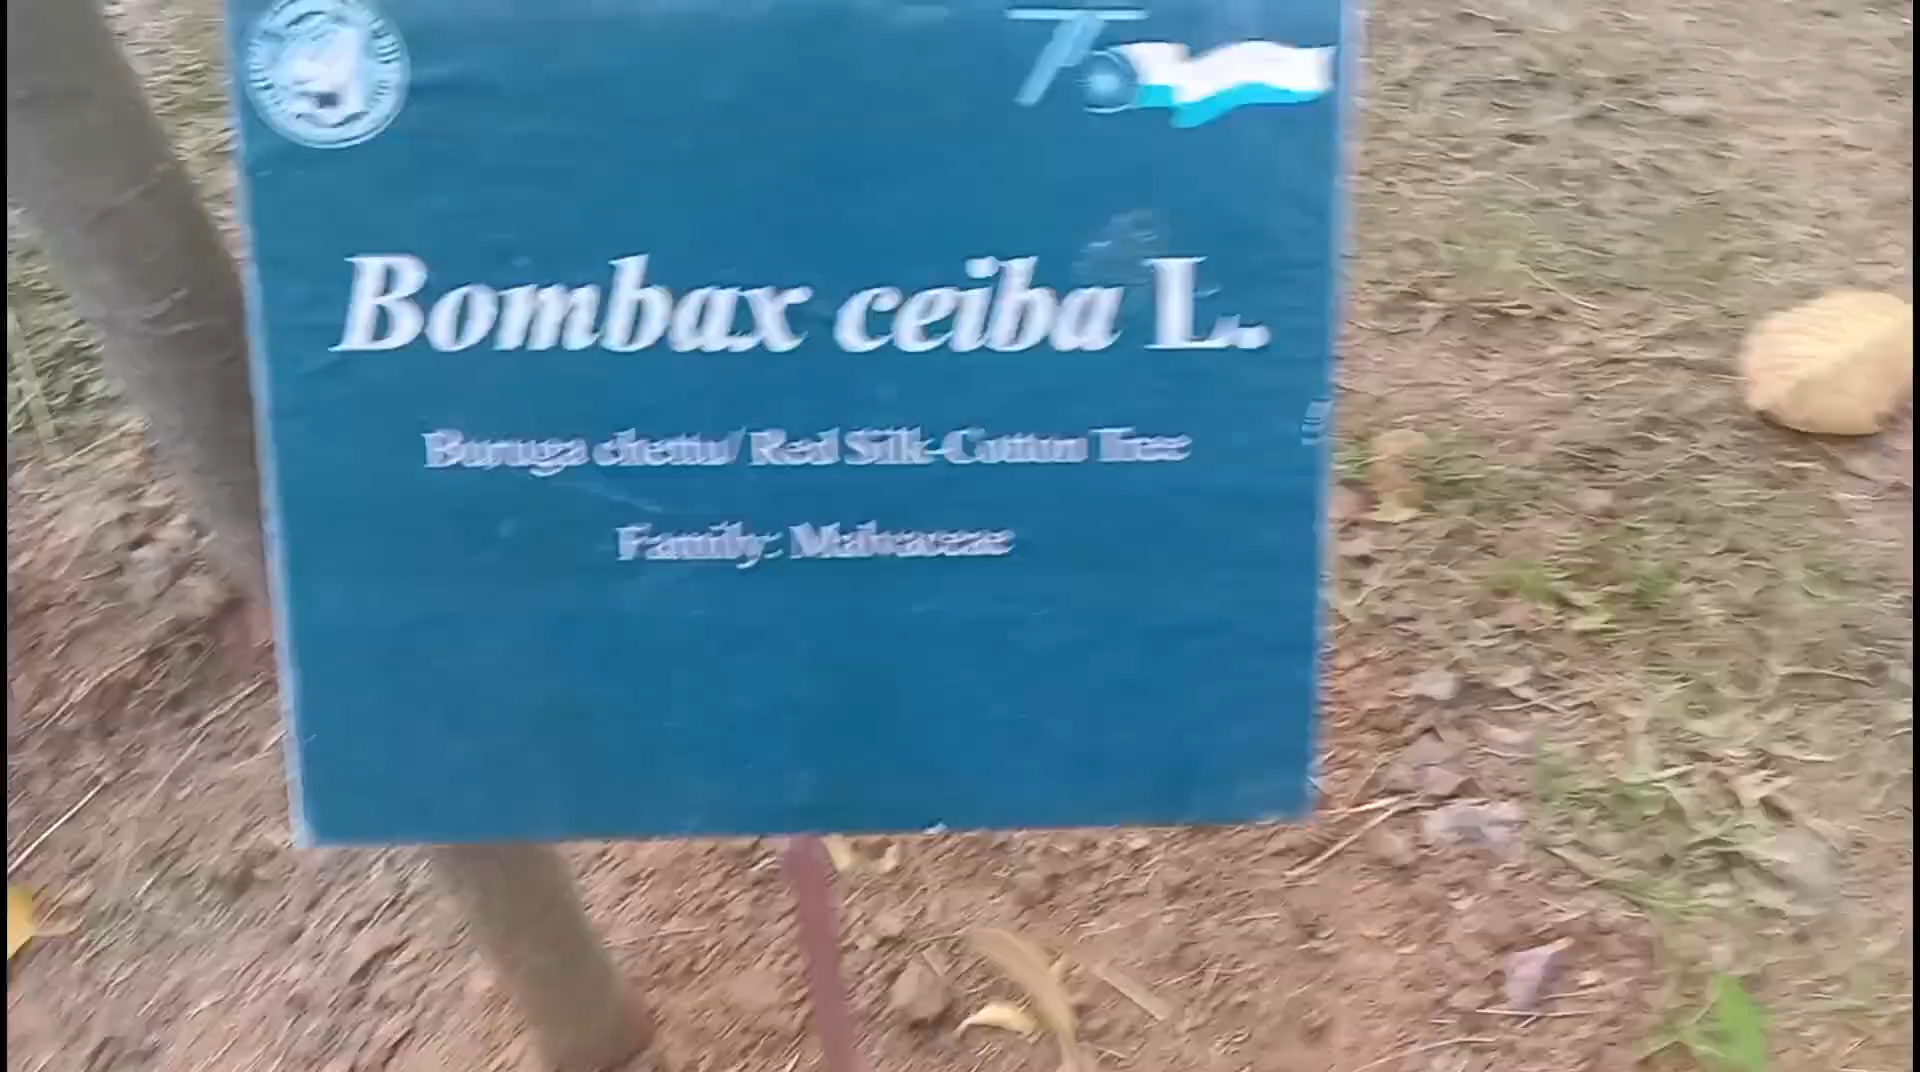 75
Bombax ceiba L.
Buruga chettu/ Red Silk-Cotton Tree
Family: Malvaceae